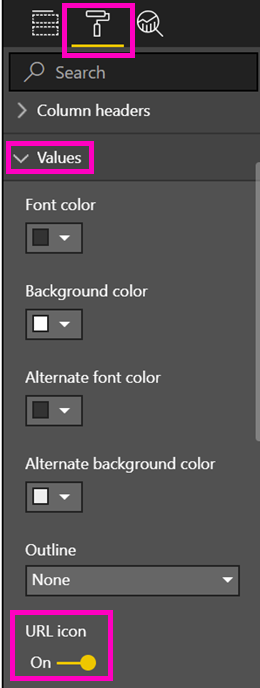 Search
Column headers
Values
Font color
Background color
Alternate font color
Alternate background color
Outline
None
URL icon
On